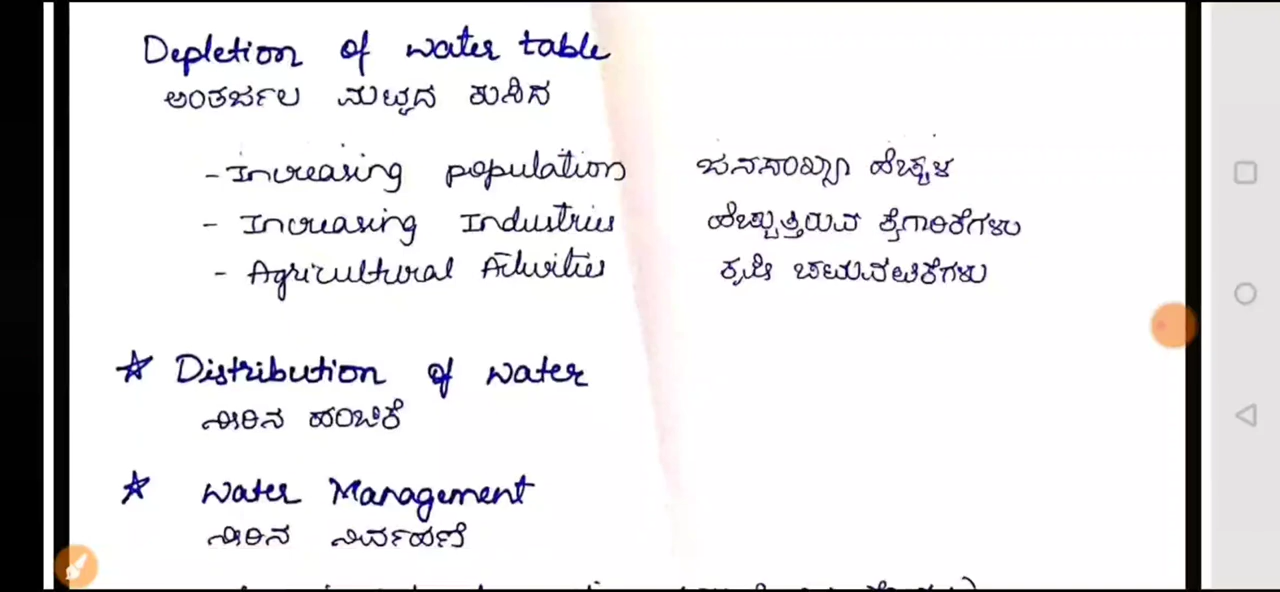 Depletion of water table
ಅಂತರ್ಜಲ ಮಟ್ಟದ ಕುಸಿತ
- Increasing population ಜನಸಂಖ್ಯಾ ಹೆಚ್ಚಳ
- Increasing Industries ಹೆಚ್ಚುತ್ತಿರುವ ಕೈಗಾರಿಕೆಗಳು
- Agricultural Activities ಕೃಷಿ ಚಟುವಟಿಕೆಗಳು
☆ Distribution of water
ನೀರಿನ ಹಂಚಿಕೆ
☆ Water Management
ನೀರಿನ ನಿರ್ವಹಣೆ